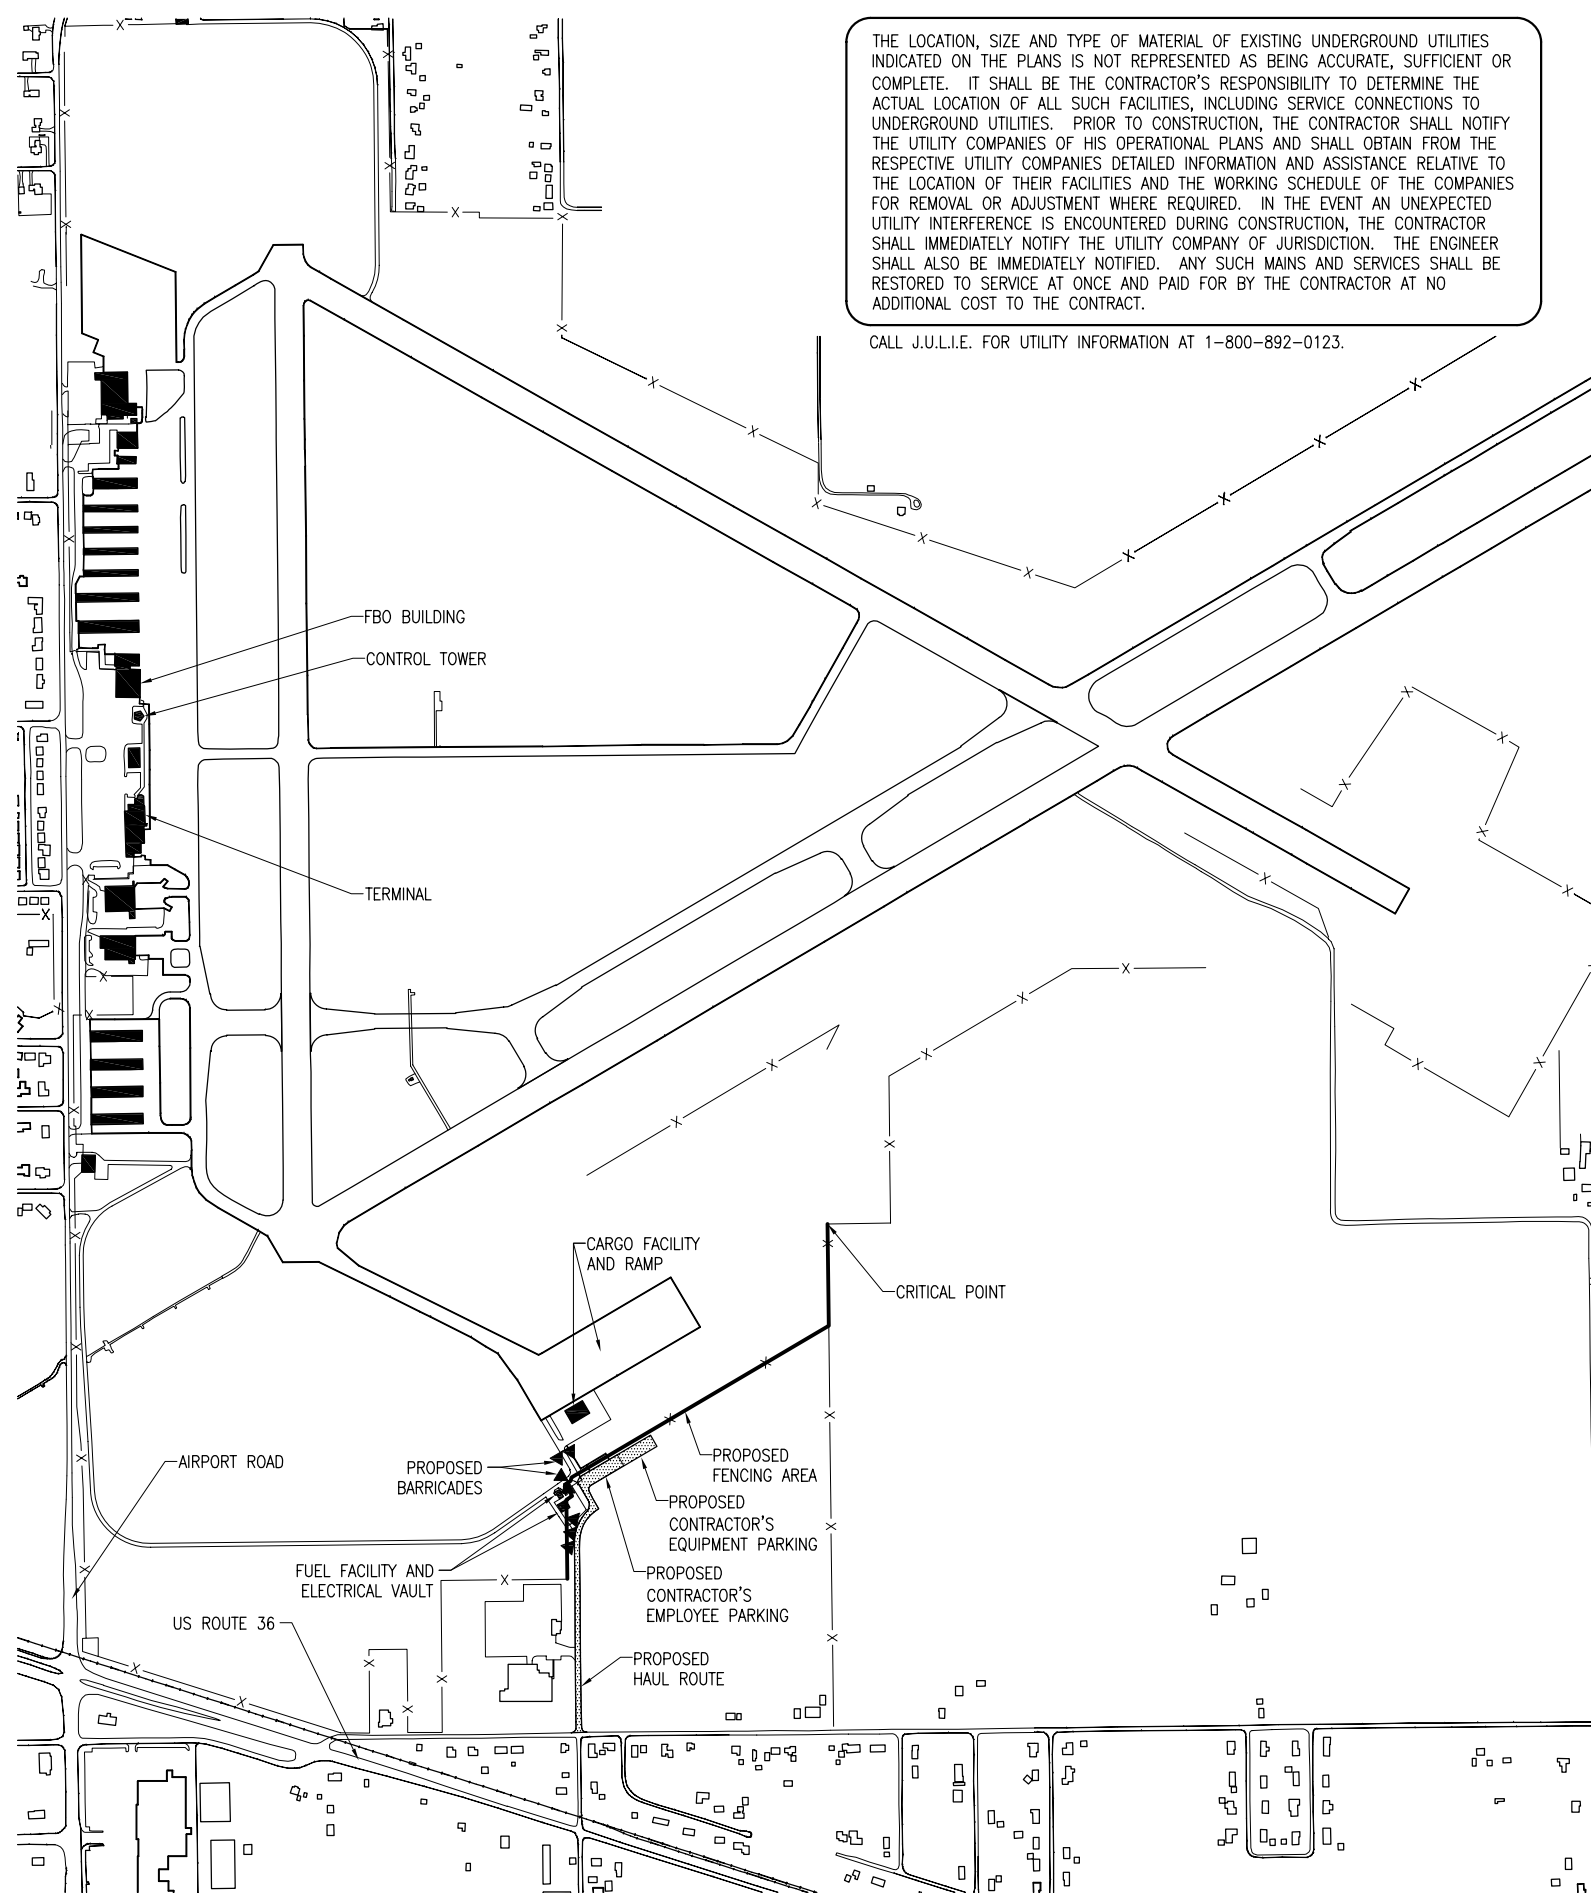 THE LOCATION, SIZE AND TYPE OF MATERIAL OF EXISTING UNDERGROUND UTILITIES
INDICATED ON THE PLANS IS NOT REPRESENTED AS BEING ACCURATE, SUFFICIENT OR
COMPLETE. IT SHALL BE THE CONTRACTOR'S RESPONSIBILITY TO DETERMINE THE
ACTUAL LOCATION OF ALL SUCH FACILITIES, INCLUDING SERVICE CONNECTIONS TO
UNDERGROUND UTILITIES. PRIOR TO CONSTRUCTION, THE CONTRACTOR SHALL NOTIFY
THE UTILITY COMPANIES OF HIS OPERATIONAL PLANS AND SHALL OBTAIN FROM THE
RESPECTIVE UTILITY COMPANIES DETAILED INFORMATION AND ASSISTANCE RELATIVE TO
THE LOCATION OF THEIR FACILITIES AND THE WORKING SCHEDULE OF THE COMPANIES
FOR REMOVAL OR ADJUSTMENT WHERE REQUIRED. IN THE EVENT AN UNEXPECTED
UTILITY INTERFERENCE IS ENCOUNTERED DURING CONSTRUCTION, THE CONTRACTOR
SHALL IMMEDIATELY NOTIFY THE UTILITY COMPANY OF JURISDICTION. THE ENGINEER
SHALL ALSO BE IMMEDIATELY NOTIFIED. ANY SUCH MAINS AND SERVICES SHALL BE
RESTORED TO SERVICE AT ONCE AND PAID FOR BY THE CONTRACTOR AT NO
ADDITIONAL COST TO THE CONTRACT.
CALL J.U.L.I.E. FOR UTILITY INFORMATION AT 1-800-892-0123.
FBO BUILDING
CONTROL TOWER
TERMINAL
CARGO FACILITY
AND RAMP
CRITICAL POINT
AIRPORT ROAD
PROPOSED
BARRICADES
PROPOSED
FENCING AREA
PROPOSED
CONTRACTOR'S
EQUIPMENT PARKING
FUEL FACILITY AND
ELECTRICAL VAULT
PROPOSED
CONTRACTOR'S
EMPLOYEE PARKING
US ROUTE 36
PROPOSED
HAUL ROUTE